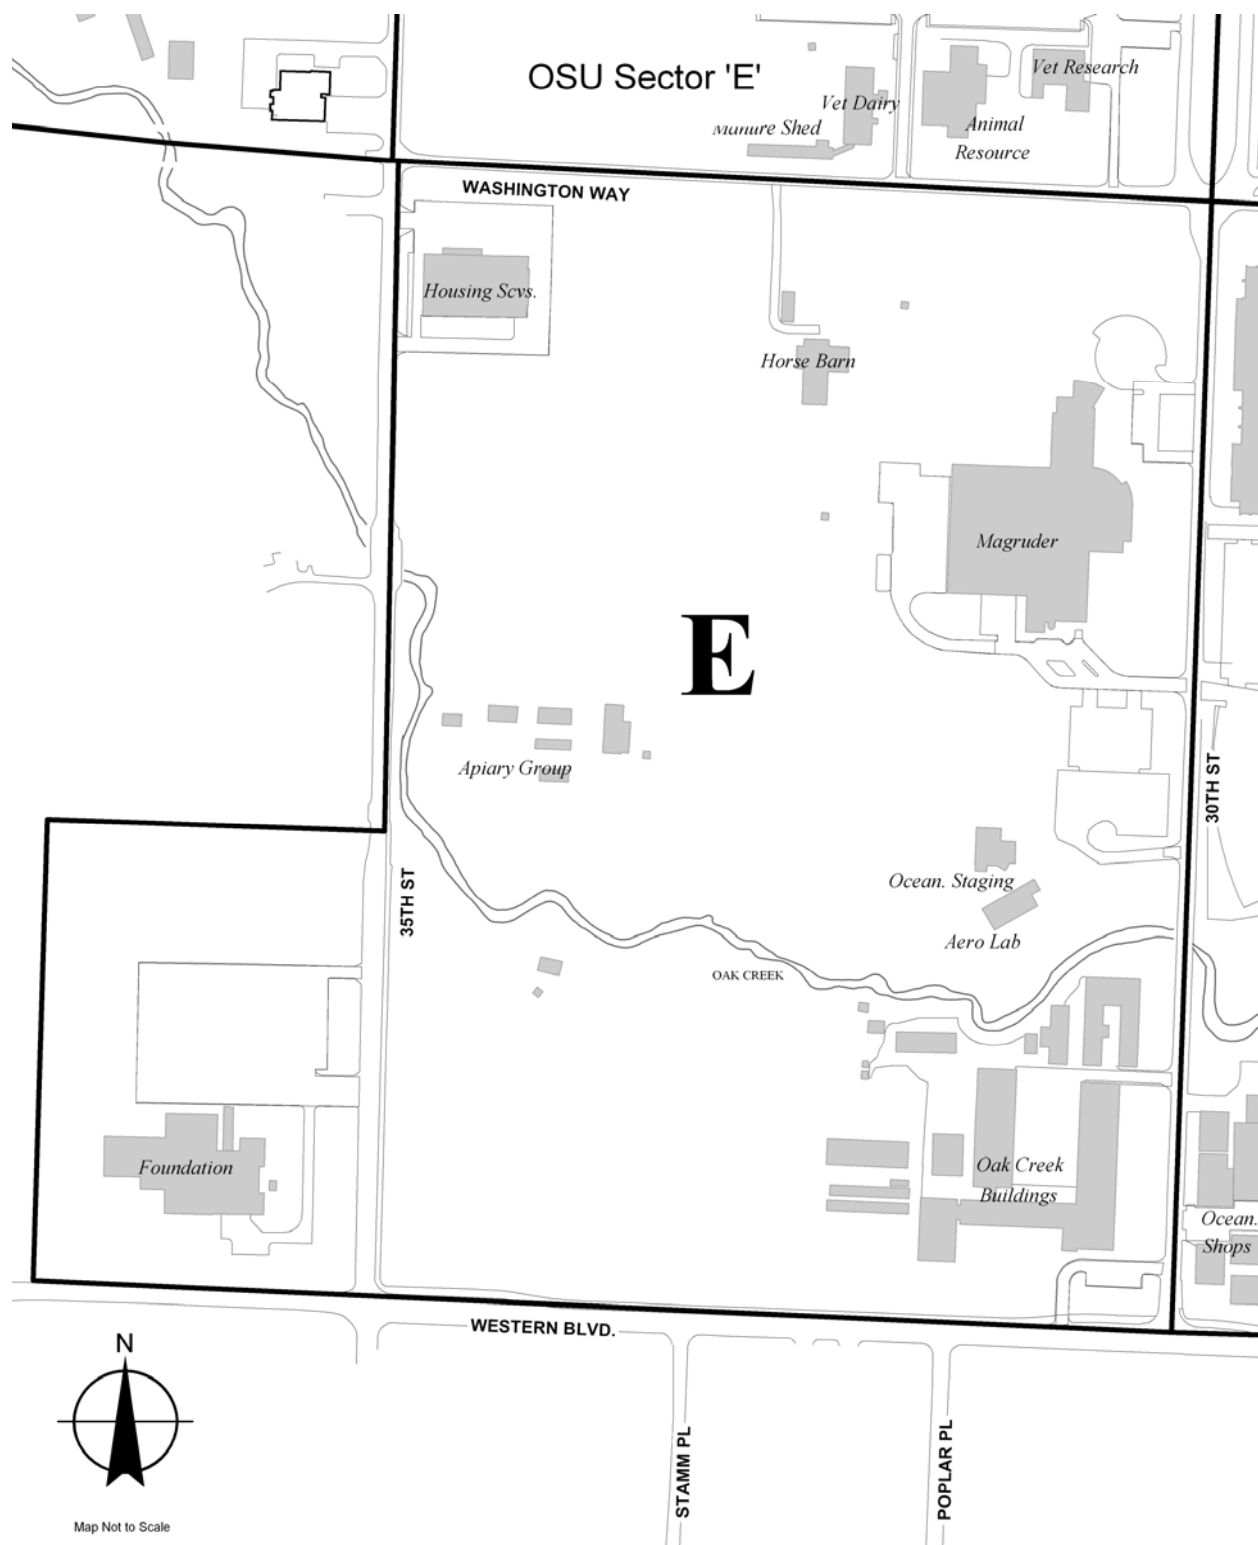 OSU Sector 'E'
Vet Research
Vet Dairy
Manure Shed
Animal
Resource
WASHINGTON WAY
Housing Scvs.
Horse Barn
Magruder
E
Apiary Group
30TH ST
35TH ST
Ocean. Staging
Aero Lab
OAK CREEK
Foundation
Oak Creek
Buildings
Ocean.
Shops
WESTERN BLVD.
N
STAMM PL
POPLAR PL
Map Not to Scale